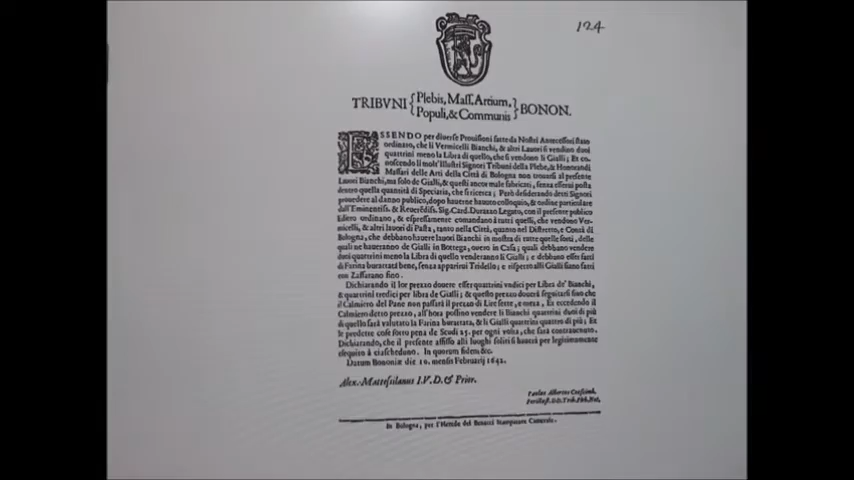 124
TRIBVNI { Plebis, Mass. Artium, Populi, & Communis } BONON.
ESSENDO per diuerse Prouisioni fatte da Nostri Antecessori stato
ordinato, che li Vermicelli Bianchi, & altri Lauori si vendino doui
quattrini meno la Libra di quello, che si vendono li Gialli; Et co-
noscendo li molt'Illustri Signori Tribuni della Plebe, & Honorandi
Massari delle Arti della Città di Bologna non trouarsi al presente
Lauori Bianchi, ma solo de Gialli, & questi ancor male fabricati, senza esserui posta
dentro quella quantità di Speciaria, che si ricerca; Però desiderando detti Signori
prouedere al danno publico, dopo hauerne hauuto colloquio, & ordine particulare
dall'Eminentiss. & Reuerēdiss. Sig. Card. Durazzo Legato, con il presente publico
Editto ordinano, & espressamente comandano à tutti quelli, che vendono Ver-
micelli, & altri lauori di Pasta, tanto nella Città, quanto nel Distretto, e Contà di
Bologna, che debbano hauere lauori Bianchi in mostra di tutte quelle sorti, delle
quali ne haueranno de Gialli in Bottega, ouero in Casa; quali debbano vendere
duoi quattrini meno la Libra di quello venderanno li Gialli; e debbano esser fatti
di Farina burattata bene, senza apparirui Tridello; e rispetto alli Gialli siano fatti
con Zaffarano fino.
Dichiarando il lor prezzo douere esser quattrini vndici per Libra de' Bianchi,
& quattrini tredici per libra de Gialli; & questo prezzo douerà seguitarsi fino che
il Calmiero del Pane non passarà il prezzo di Lire sette, e meza. Et eccedendo il
Calmiero detto prezzo, all'hora possino vendere li Bianchi quattrini duoi di più
di quello sarà valutato la Farina burattata, & li Gialli quattrini quattro di più; Et
le predette cose sotto pena de Scudi 25. per ogni volta, che sarà contrauenuto.
Dichiarando, che il presente affisso alli luoghi soliti si hauerà per legitimamente
esequito à ciascheduno. In quorum fidem &c.
Datum Bononiæ die 10. mensis Februarij 1642.
Alex. Mattesilanus I.V.D. & Prior.
Paulus Albertus
In Bologna, per l'Herede del Benacci Stampatore Camerale.